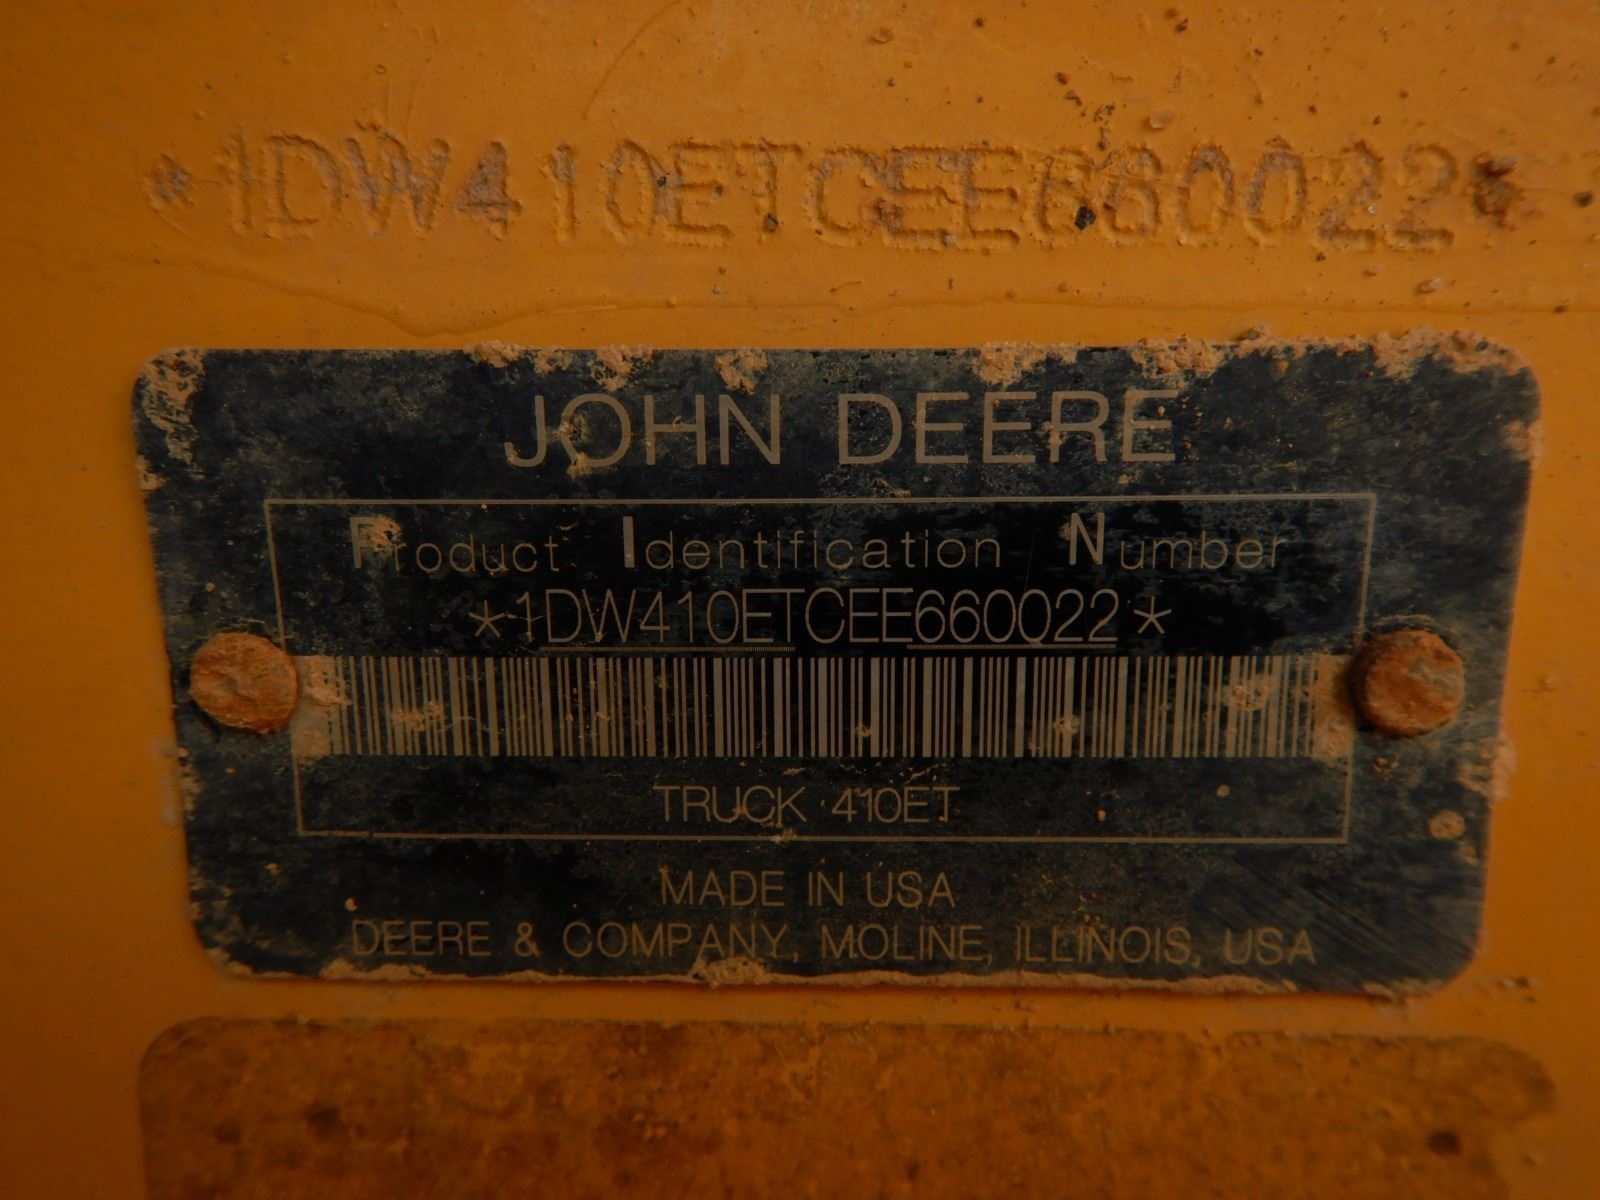 *1DW410ETCEE660022*
JOHN DEERE
Product Identification Number
*1DW410ETCEE660022*
TRUCK 410ET
MADE IN USA
DEERE & COMPANY, MOLINE, ILLINOIS, USA